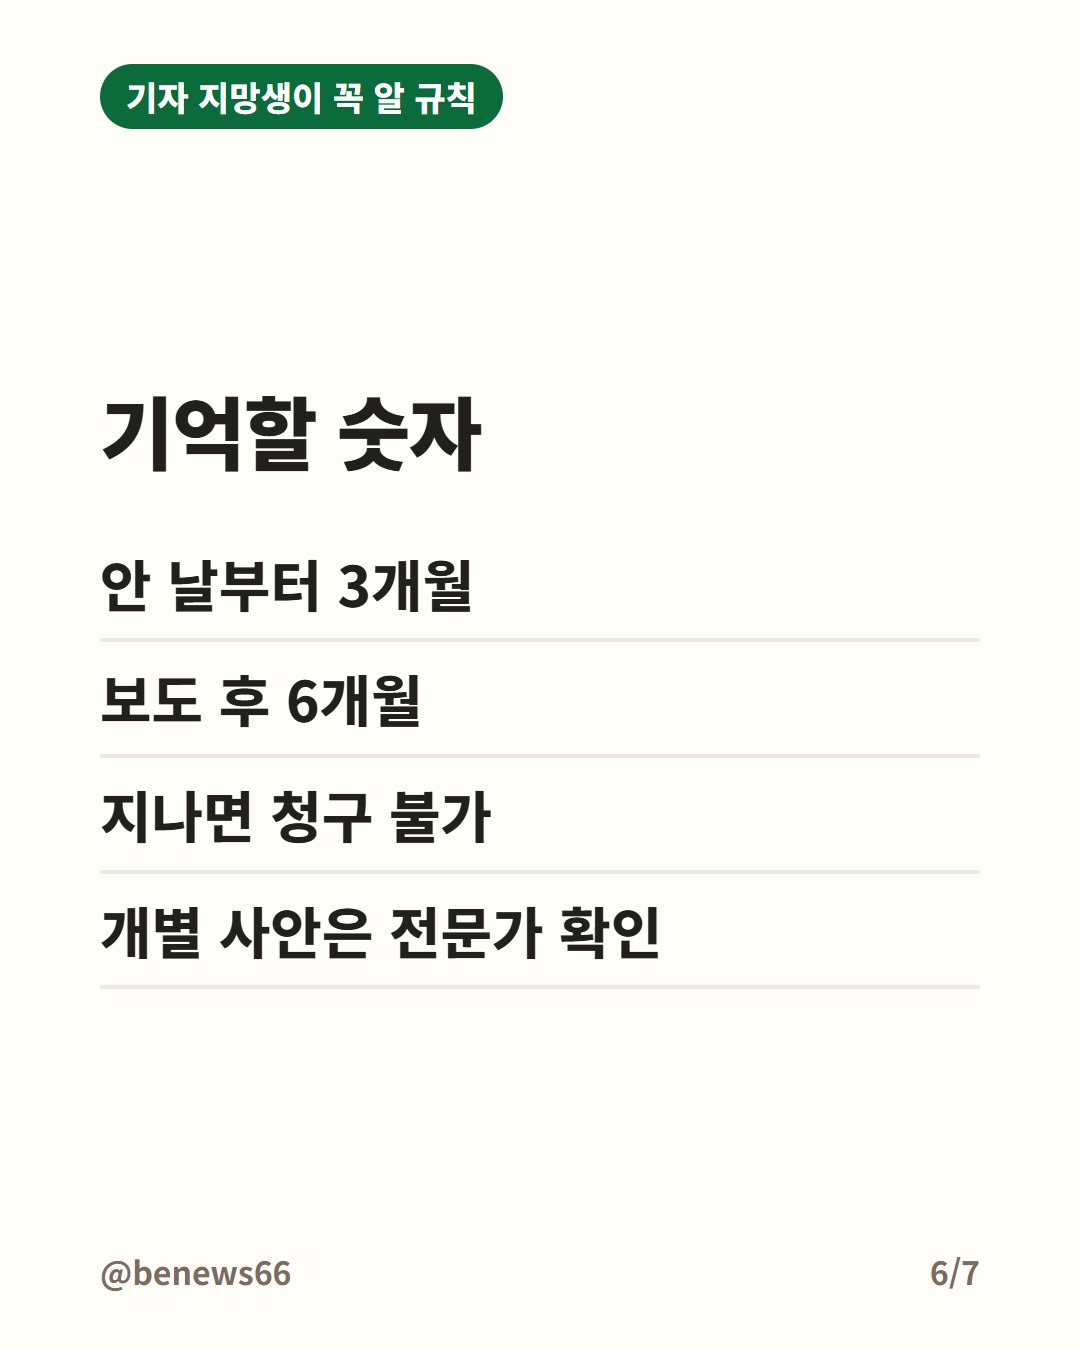 기자 지망생이 꼭 알 규칙
기억할 숫자
안 날부터 3개월
보도 후 6개월
지나면 청구 불가
개별 사안은 전문가 확인
@benews66
6/7